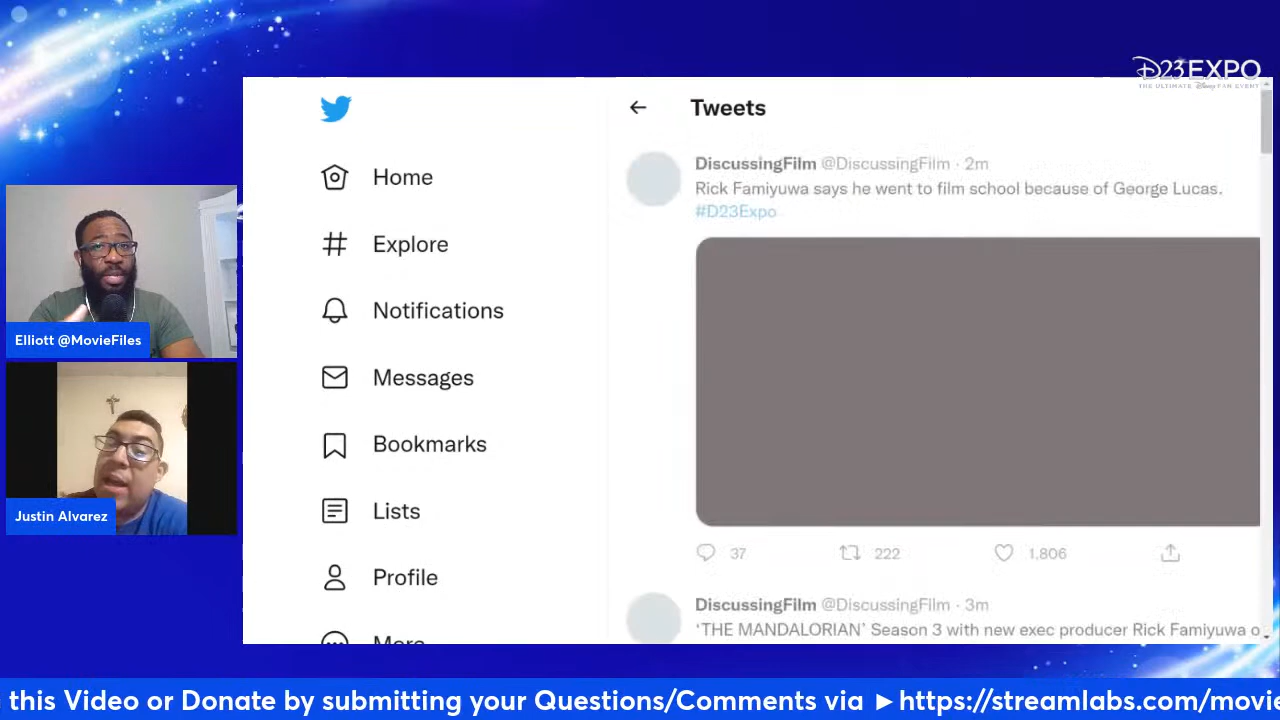 D23 EXPO
THE ULTIMATE Disney FAN EVENT
Tweets
Home
Explore
Notifications
Messages
Bookmarks
Lists
Profile
More
DiscussingFilm @DiscussingFilm · 2m
Rick Famiyuwa says he went to film school because of George Lucas.
#D23Expo
37 222 1.806
DiscussingFilm @DiscussingFilm · 3m
‘THE MANDALORIAN’ Season 3 with new exec producer Rick Famiyuwa o
Elliott @MovieFiles
Justin Alvarez
this Video or Donate by submitting your Questions/Comments via ►https://streamlabs.com/movie